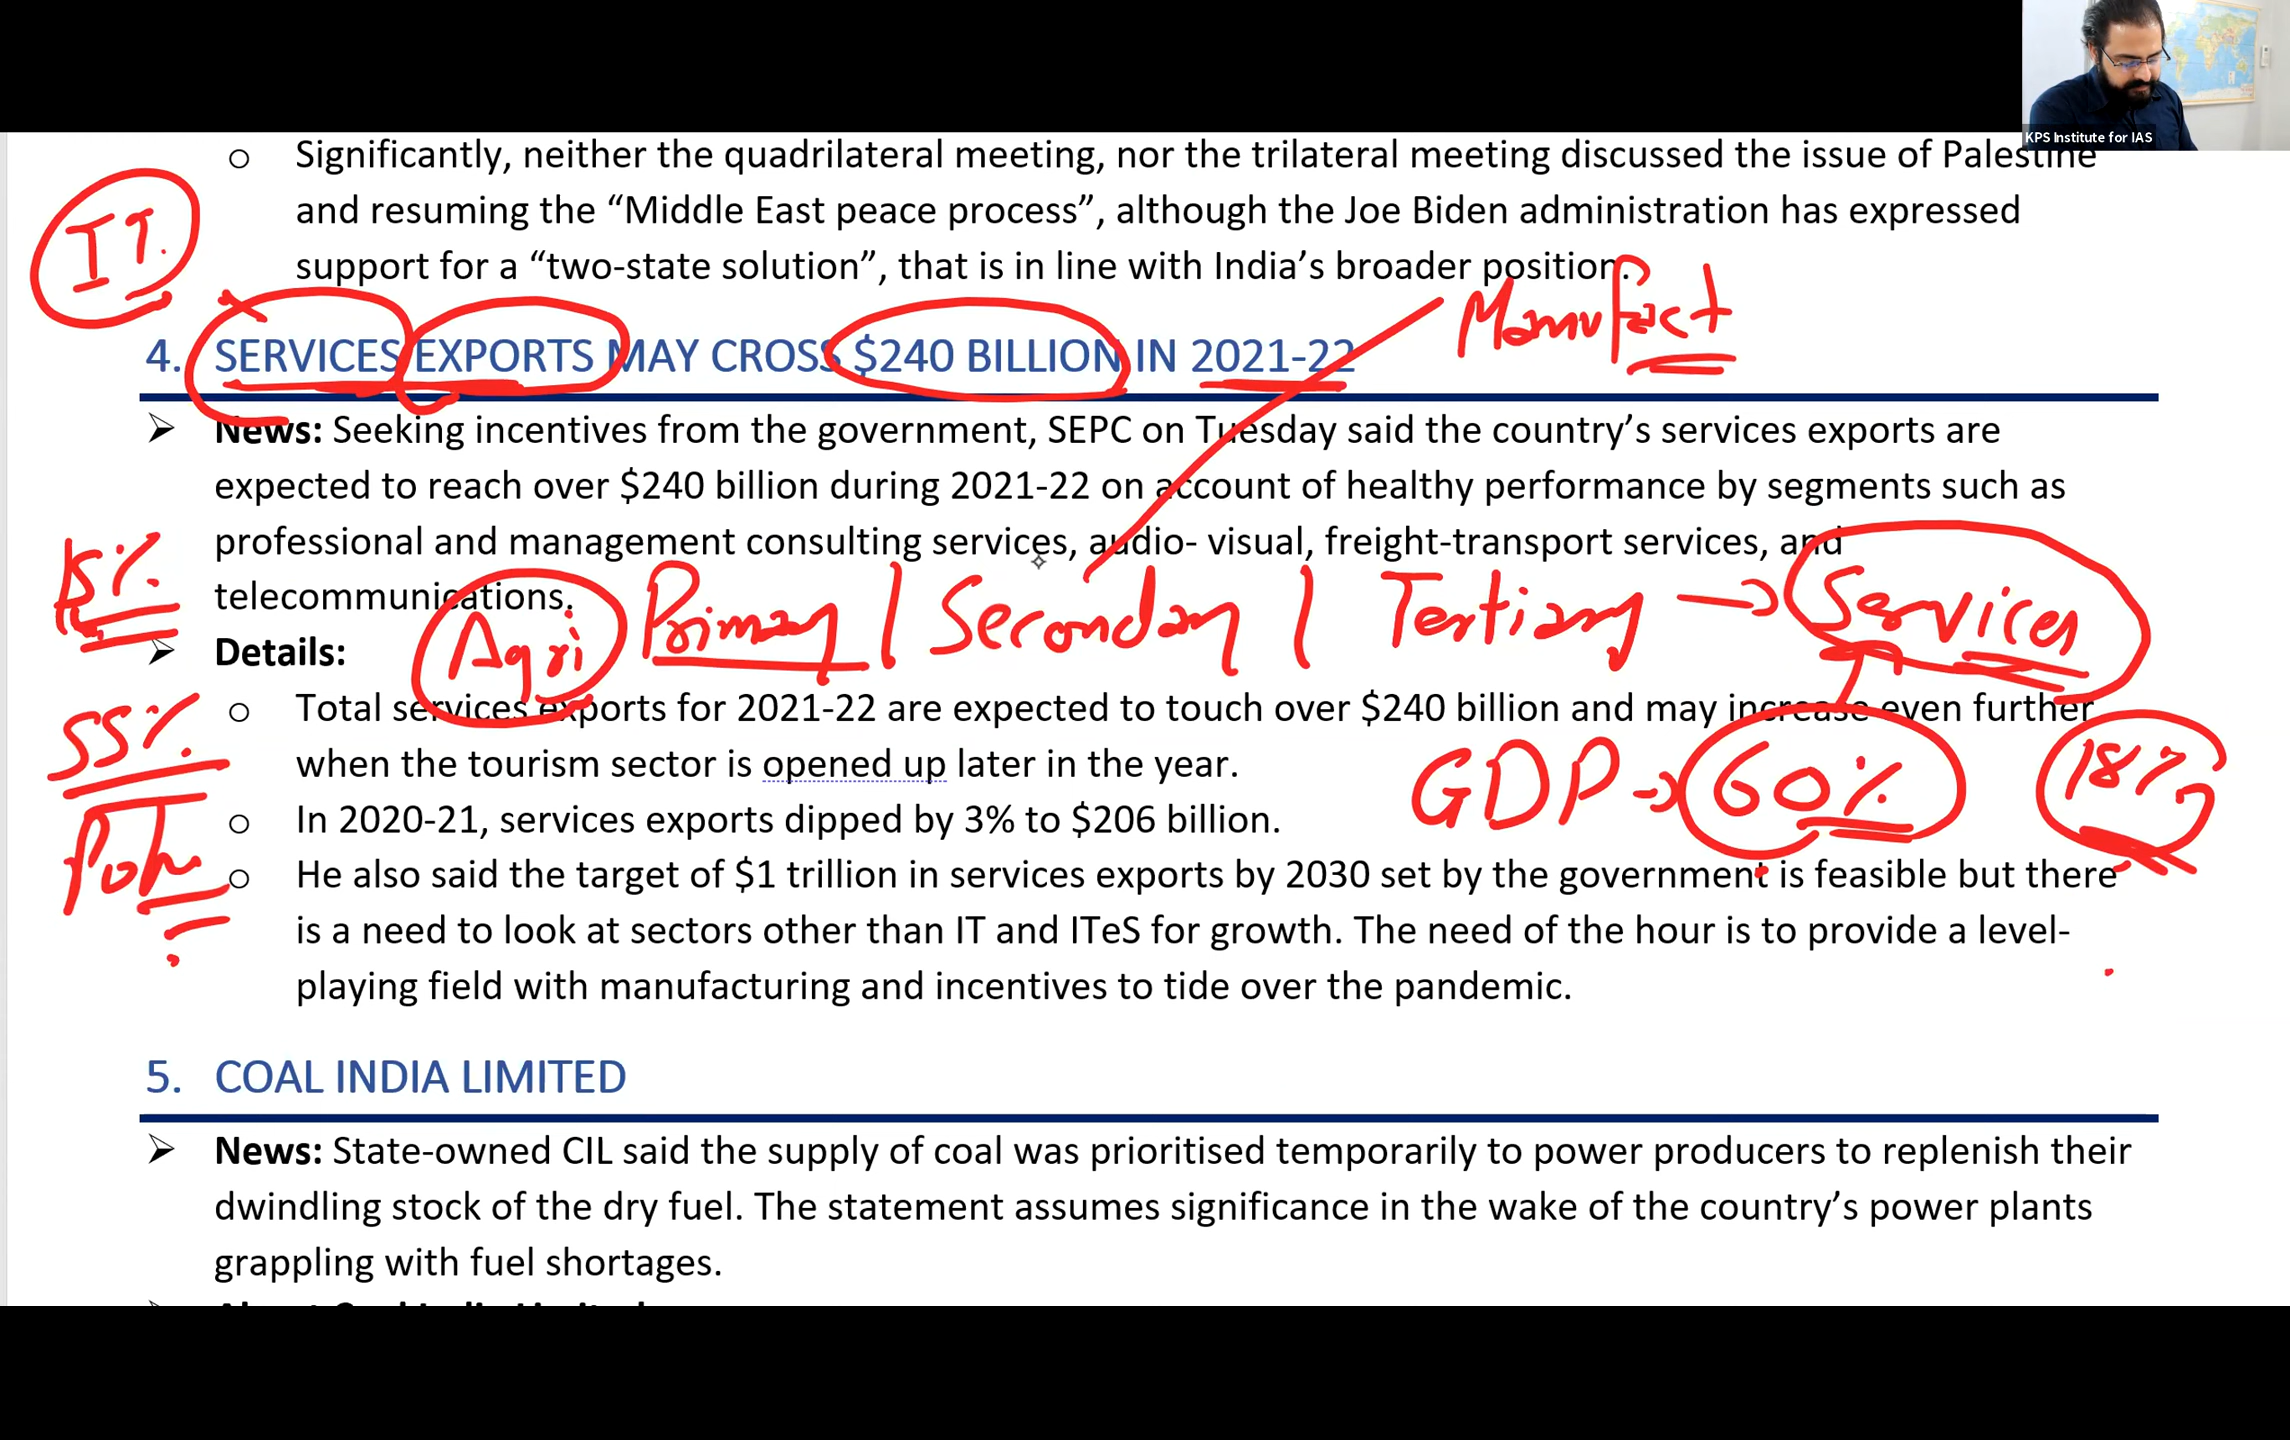 KPS Institute for IAS
o Significantly, neither the quadrilateral meeting, nor the trilateral meeting discussed the issue of Palestine
and resuming the “Middle East peace process”, although the Joe Biden administration has expressed
support for a “two-state solution”, that is in line with India’s broader position.
IT.
Manufact
4. SERVICES EXPORTS MAY CROSS $240 BILLION IN 2021-22
➢ News: Seeking incentives from the government, SEPC on Tuesday said the country’s services exports are
expected to reach over $240 billion during 2021-22 on account of healthy performance by segments such as
professional and management consulting services, audio- visual, freight-transport services, and
telecommunications.
15%
Agri Primary | Secondary | Tertiary → Services
➢ Details:
o Total services exports for 2021-22 are expected to touch over $240 billion and may increase even further
when the tourism sector is opened up later in the year.
55%
GDP → 60% 18%
o In 2020-21, services exports dipped by 3% to $206 billion.
o He also said the target of $1 trillion in services exports by 2030 set by the government is feasible but there
is a need to look at sectors other than IT and ITeS for growth. The need of the hour is to provide a level-
playing field with manufacturing and incentives to tide over the pandemic.
5. COAL INDIA LIMITED
➢ News: State-owned CIL said the supply of coal was prioritised temporarily to power producers to replenish their
dwindling stock of the dry fuel. The statement assumes significance in the wake of the country’s power plants
grappling with fuel shortages.